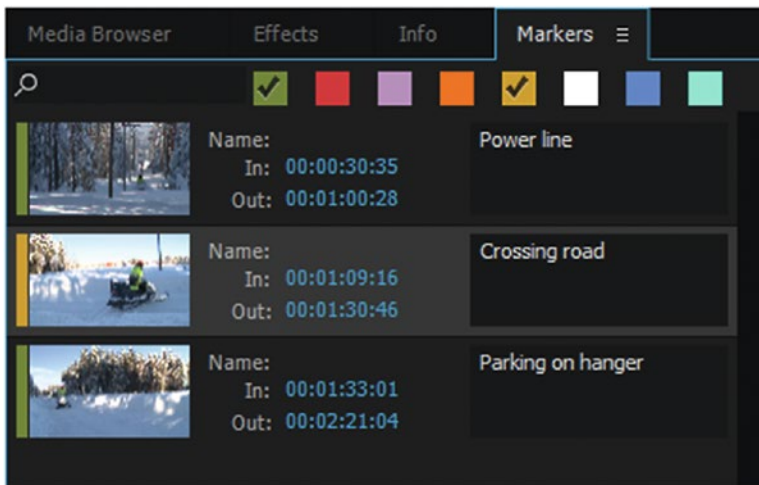 Media Browser Effects Info Markers
Name: Power line
In: 00:00:30:35
Out: 00:01:00:28
Name: Crossing road
In: 00:01:09:16
Out: 00:01:30:46
Name: Parking on hanger
In: 00:01:33:01
Out: 00:02:21:04